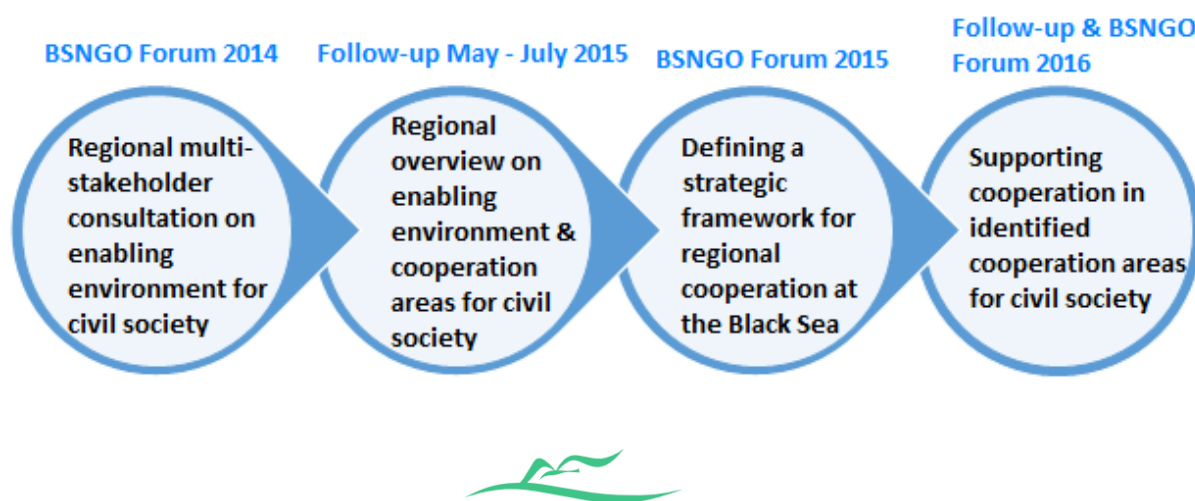 BSNGO Forum 2014
Regional multi-
stakeholder
consultation on
enabling
environment for
civil society
Follow-up May - July 2015
Regional
overview on
enabling
environment &
cooperation
areas for civil
society
BSNGO Forum 2015
Defining a
strategic
framework for
regional
cooperation at
the Black Sea
Follow-up & BSNGO
Forum 2016
Supporting
cooperation in
identified
cooperation areas
for civil society